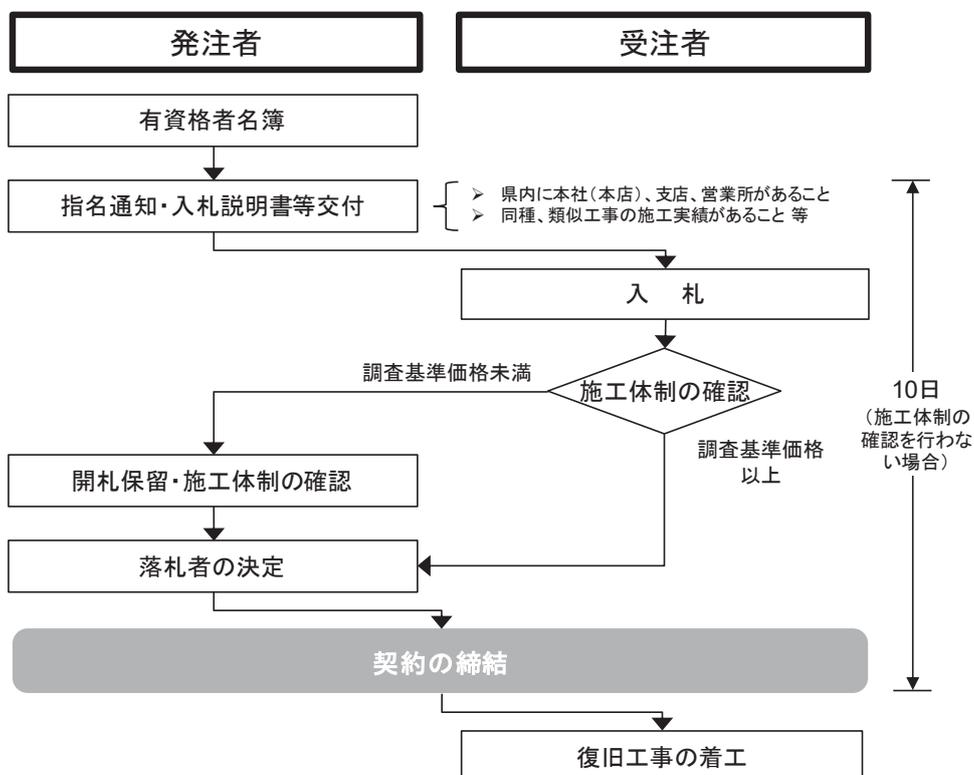 発注者
受注者
有資格者名簿
指名通知・入札説明書等交付
➢ 県内に本社(本店)、支店、営業所があること
➢ 同種、類似工事の施工実績があること 等
入 札
調査基準価格未満
施工体制の確認
10日
(施工体制の
確認を行わな
い場合)
調査基準価格
以上
開札保留・施工体制の確認
落札者の決定
契約の締結
復旧工事の着工